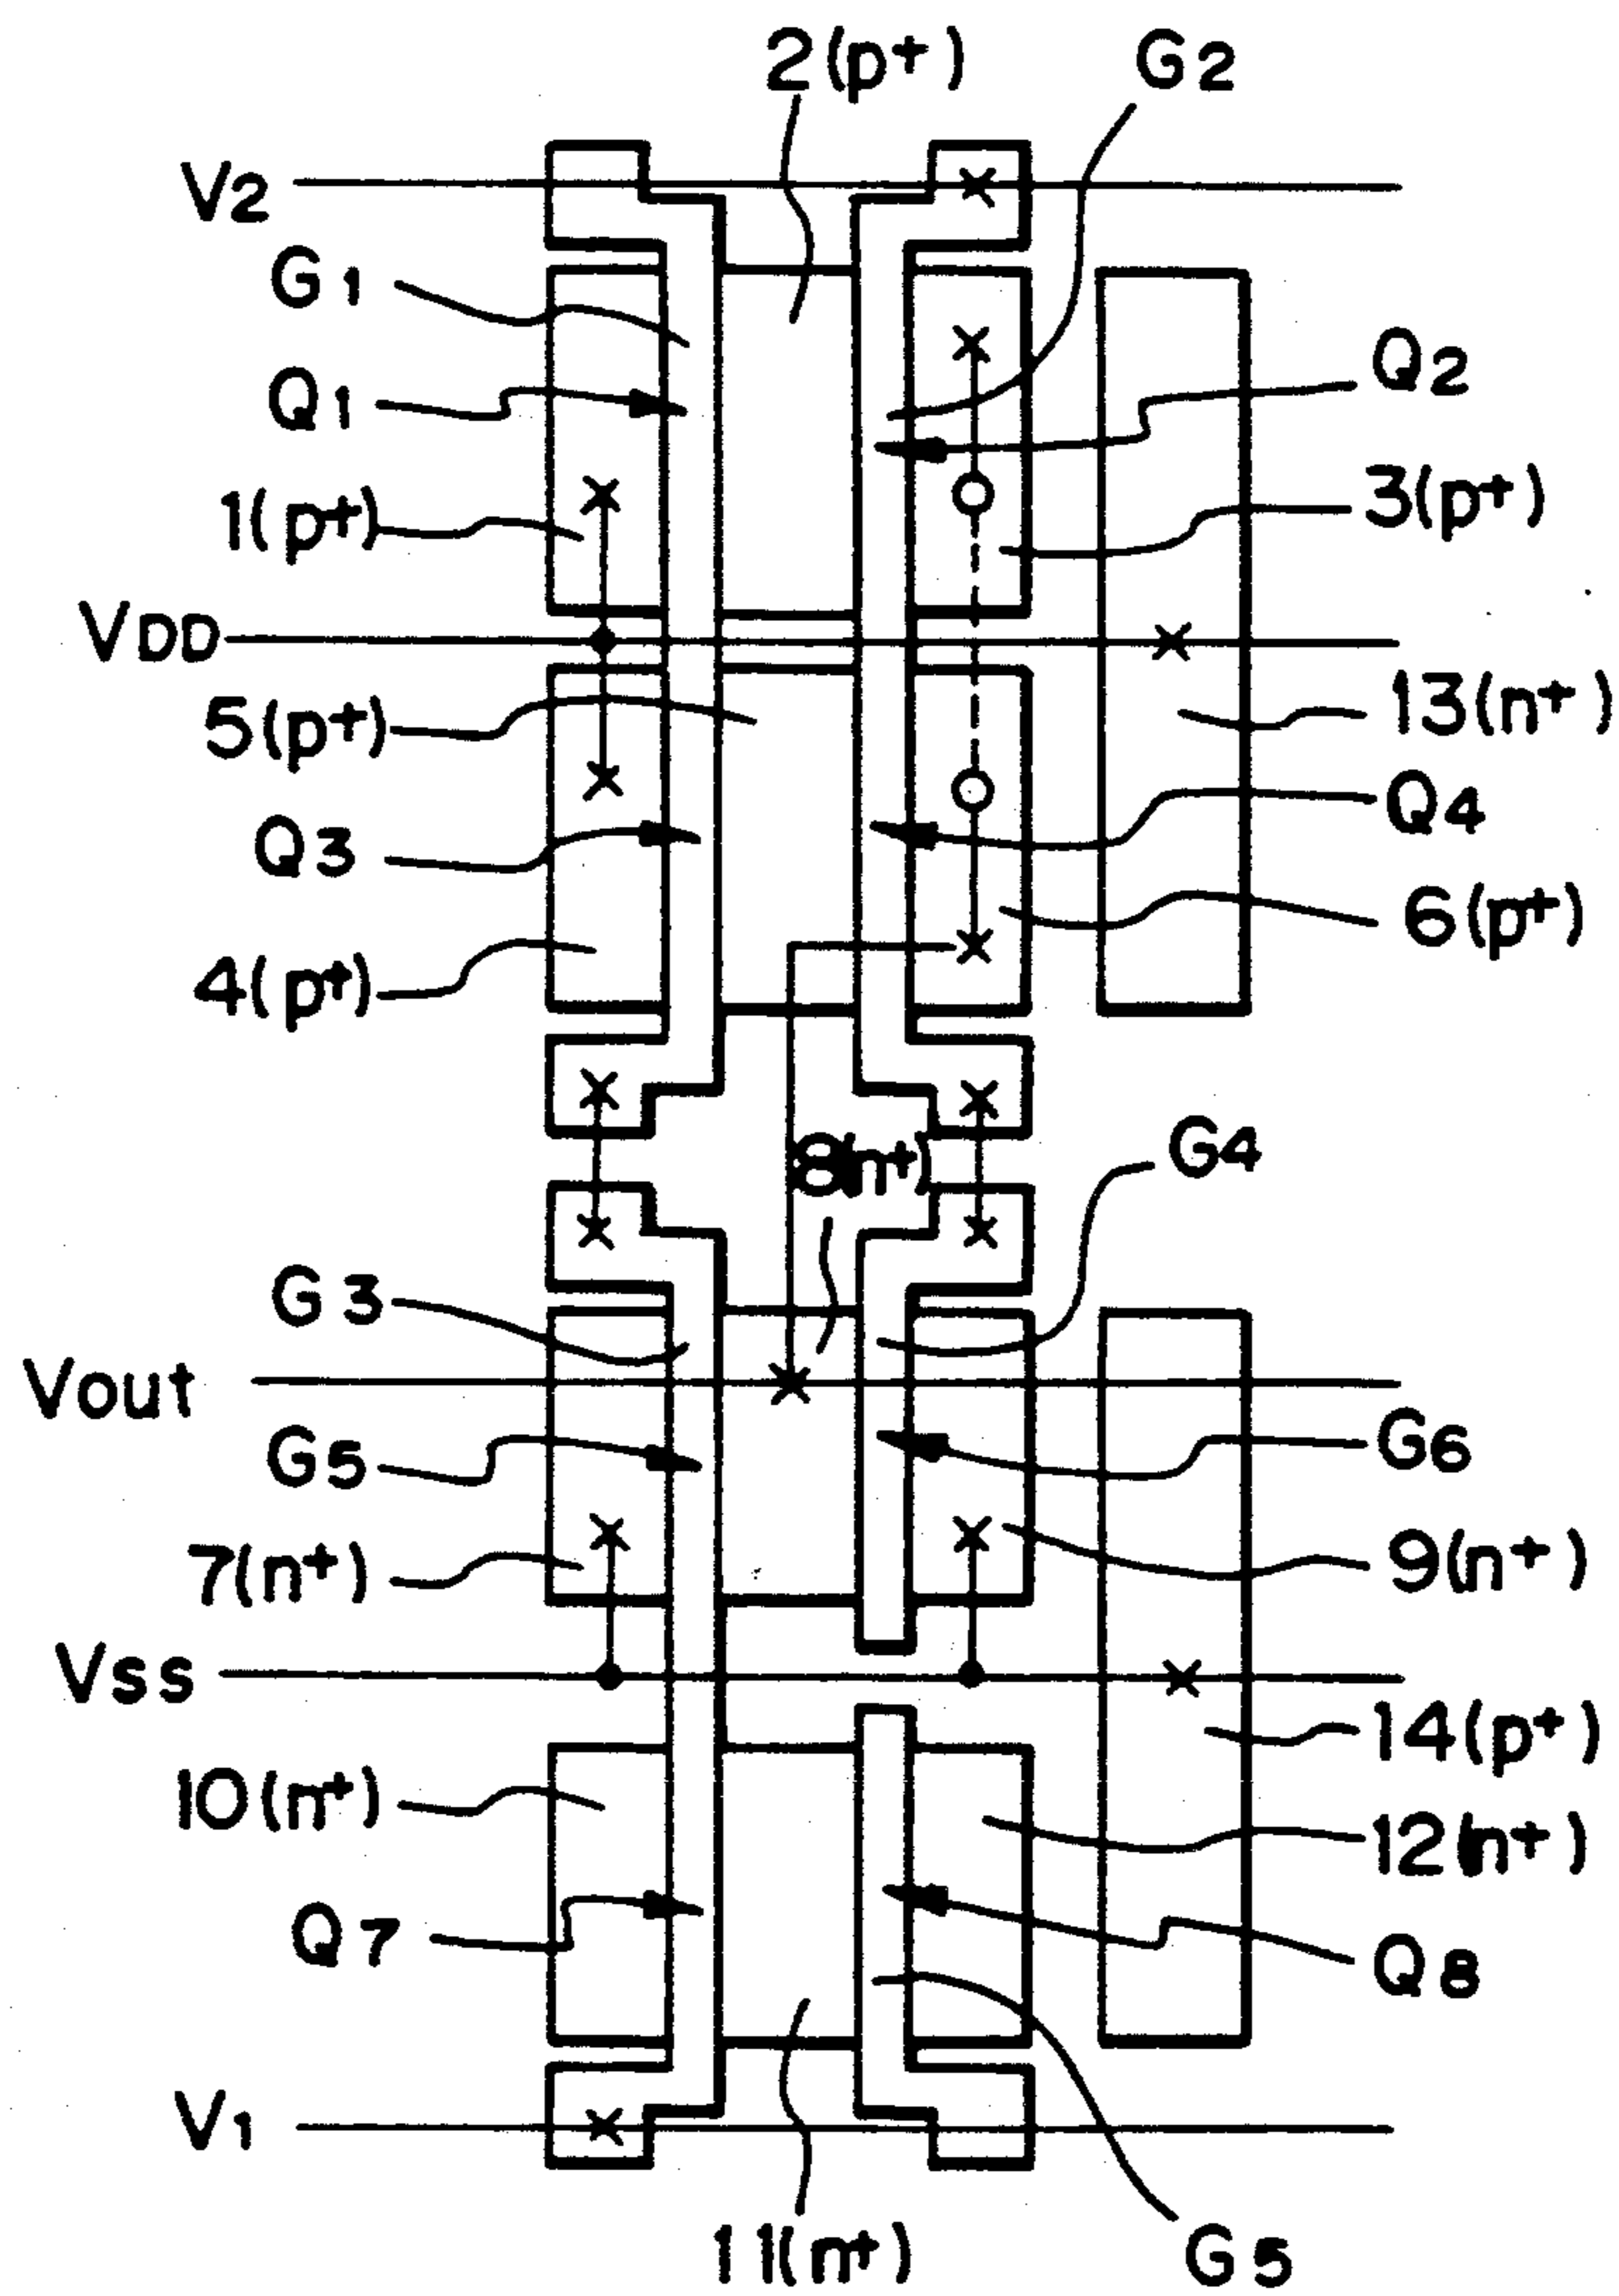 2(p+) G2
V2
G1
Q1 Q2
1(p+) 3(p+)
VDD
5(p+) 13(n+)
Q3 Q4
4(p+) 6(p+)
8(n+) G4
G3
Vout
G5 G6
7(n+) 9(n+)
Vss
10(n+) 14(p+)
12(n+)
Q7 Q8
V1
11(n+) G5